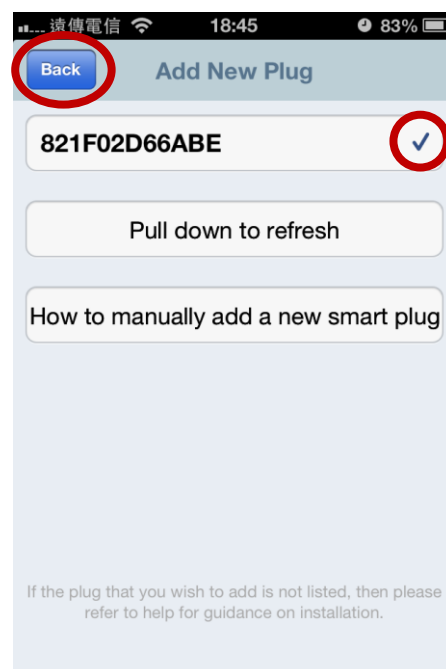 遠傳電信 18:45 83%
Back Add New Plug
821F02D66ABE
Pull down to refresh
How to manually add a new smart plug
If the plug that you wish to add is not listed, then please
refer to help for guidance on installation.